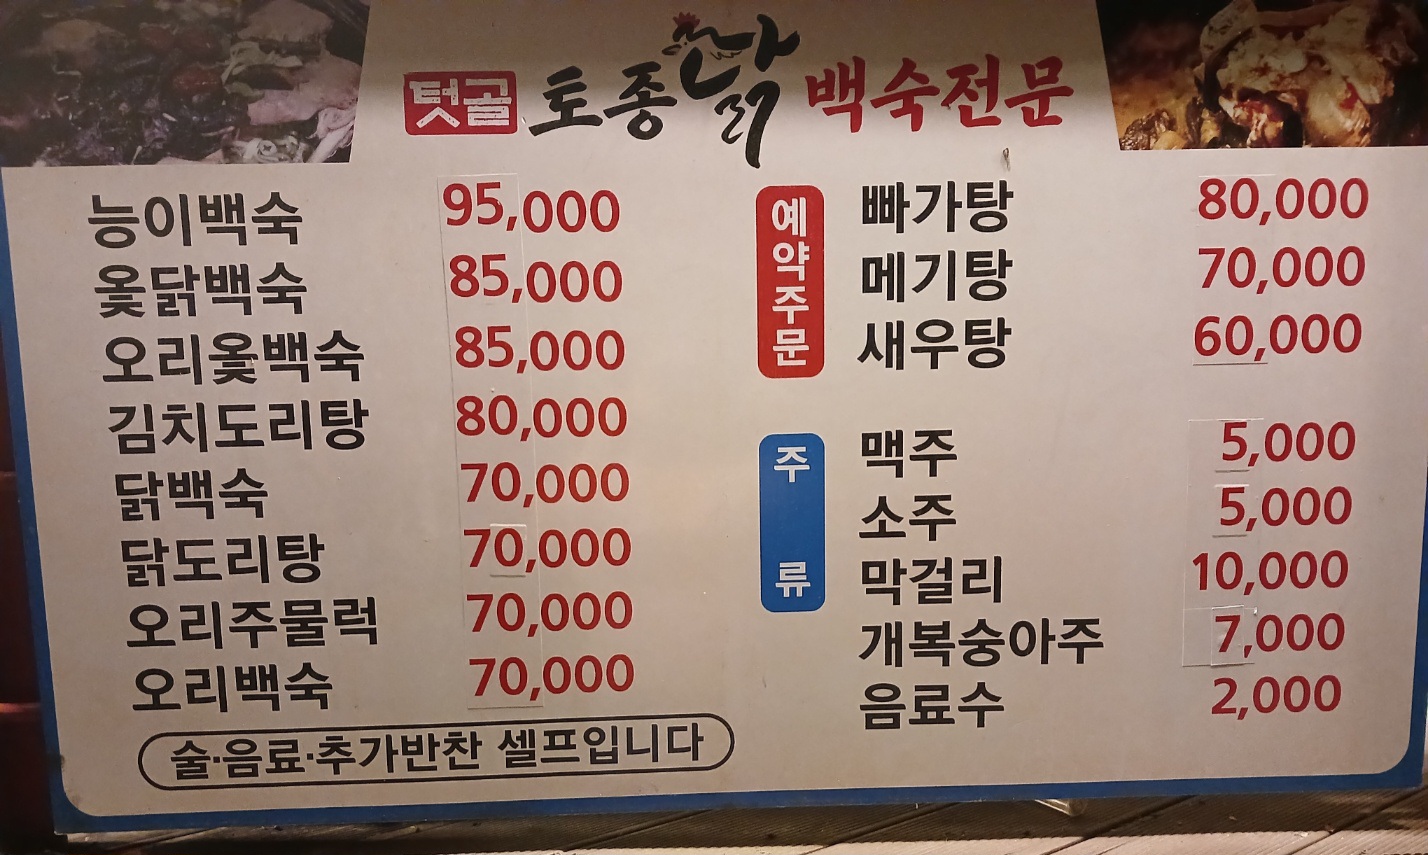 텃골 토종닭 백숙전문
능이백숙 95,000
옻닭백숙 85,000
오리옻백숙 85,000
김치도리탕 80,000
닭백숙 70,000
닭도리탕 70,000
오리주물럭 70,000
오리백숙 70,000
술·음료·추가반찬 셀프입니다
예약주문
빠가탕 80,000
메기탕 70,000
새우탕 60,000
주류
맥주 5,000
소주 5,000
막걸리 10,000
개복숭아주 7,000
음료수 2,000